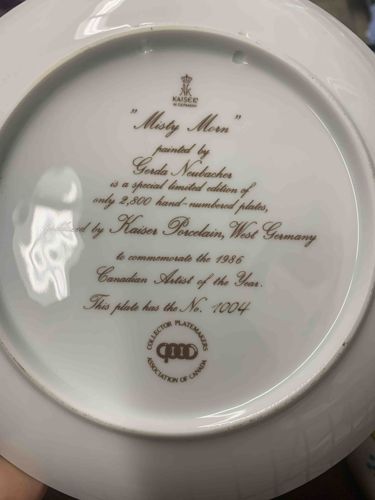 KAISER
W. GERMANY
"Misty Morn"
painted by
Gerda Neubacher
is a special limited edition of
only 2,800 hand-numbered plates,
by Kaiser Porcelain, West Germany
to commemorate the 1986
Canadian Artist of the Year.
This plate has the No. 1004
COLLECTOR PLATEMAKERS
ASSOCIATION OF CANADA